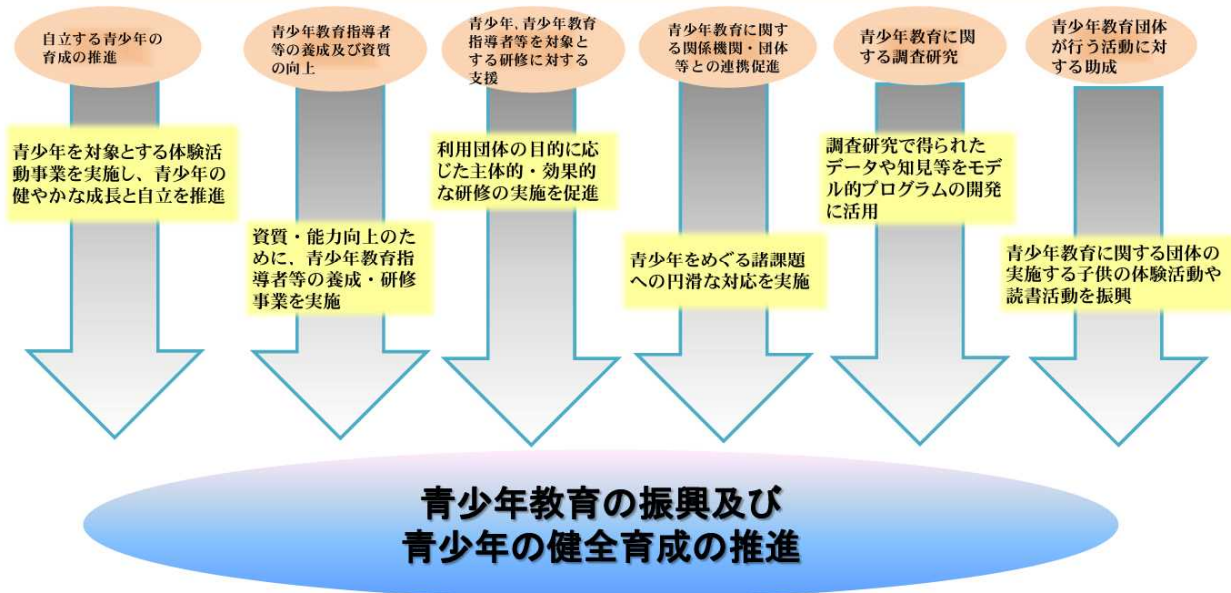 自立する青少年の
育成の推進
青少年教育指導者
等の養成及び資質
の向上
青少年、青少年教育
指導者等を対象と
する研修に対する
支援
青少年教育に関す
る関係機関・団体
等との連携促進
青少年教育に関
する調査研究
青少年教育団体
が行う活動に対
する助成
青少年を対象とする体験活
動事業を実施し、青少年の
健やかな成長と自立を推進
資質・能力向上のた
めに、青少年教育指
導者等の養成・研修
事業を実施
利用団体の目的に応
じた主体的・効果的
な研修の実施を促進
青少年をめぐる諸課題
への円滑な対応を実施
調査研究で得られた
データや知見等をモデ
ル的プログラムの開発
に活用
青少年教育に関する団体の
実施する子供の体験活動や
読書活動を振興
青少年教育の振興及び
青少年の健全育成の推進